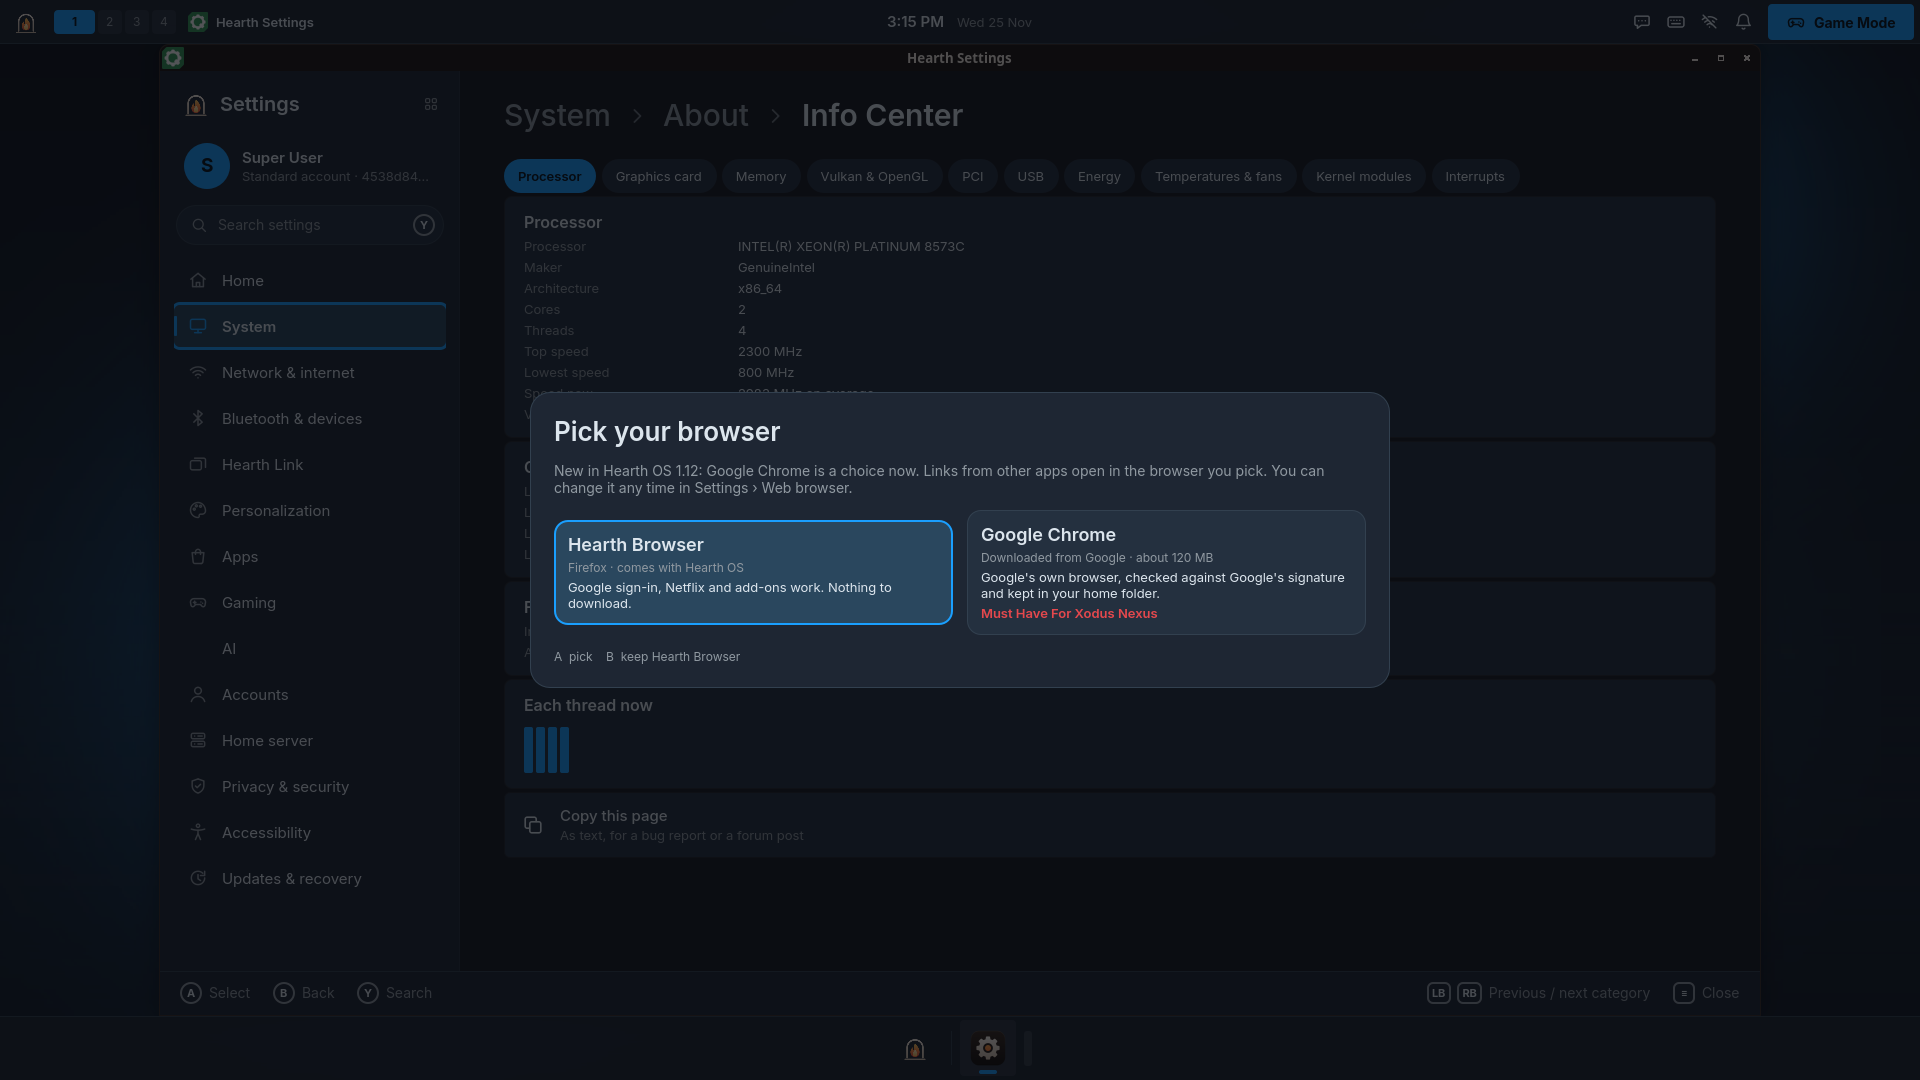 1
2
3
4
Hearth Settings
3:15 PM
Wed 25 Nov
Game Mode
Hearth Settings
Settings
S
Super User
Standard account · 4538d84...
Search settings
Y
Home
System
Network & internet
Bluetooth & devices
Hearth Link
Personalization
Apps
Gaming
AI
Accounts
Home server
Privacy & security
Accessibility
Updates & recovery
System > About > Info Center
Processor
Graphics card
Memory
Vulkan & OpenGL
PCI
USB
Energy
Temperatures & fans
Kernel modules
Interrupts
Processor
Processor INTEL(R) XEON(R) PLATINUM 8573C
Maker GenuineIntel
Architecture x86_64
Cores 2
Threads 4
Top speed 2300 MHz
Lowest speed 800 MHz
Pick your browser
New in Hearth OS 1.12: Google Chrome is a choice now. Links from other apps open in the browser you pick. You can
change it any time in Settings › Web browser.
Hearth Browser
Firefox · comes with Hearth OS
Google sign-in, Netflix and add-ons work. Nothing to
download.
Google Chrome
Downloaded from Google · about 120 MB
Google's own browser, checked against Google's signature
and kept in your home folder.
Must Have For Xodus Nexus
A pick B keep Hearth Browser
Each thread now
Copy this page
As text, for a bug report or a forum post
A Select B Back Y Search
LB RB Previous / next category ≡ Close